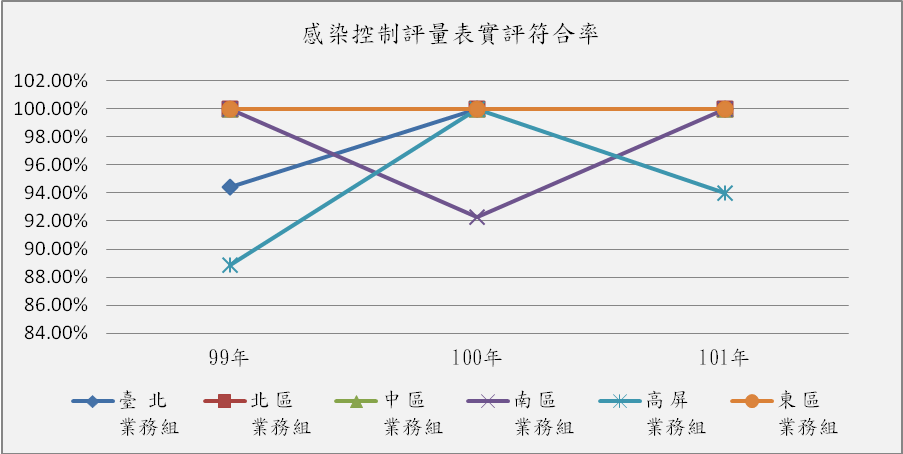 感染控制評量表實評符合率
102.00%
100.00%
98.00%
96.00%
94.00%
92.00%
90.00%
88.00%
86.00%
84.00%
99年 100年 101年
臺北 北區 中區 南區 高屏 東區
業務組 業務組 業務組 業務組 業務組 業務組